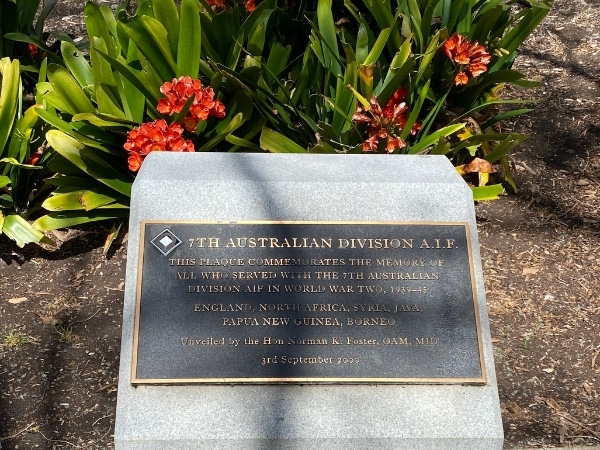 7TH AUSTRALIAN DIVISION A.I.F.
THIS PLAQUE COMMEMORATES THE MEMORY OF
ALL WHO SERVED WITH THE 7TH AUSTRALIAN
DIVISION AIF IN WORLD WAR TWO, 1939-45
ENGLAND, NORTH AFRICA, SYRIA, JAVA,
PAPUA NEW GUINEA, BORNEO
Unveiled by the Hon Norman K. Foster, OAM, MID
3rd September 2000